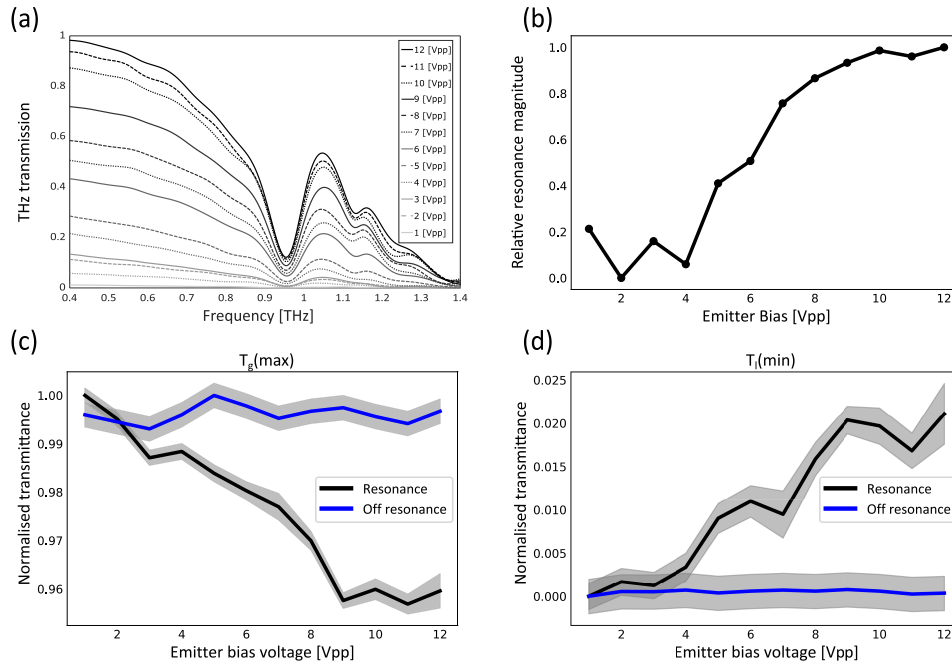 (a)
THz transmission
1
0.8
0.6
0.4
0.2
0
0.4
0.5
0.6
0.7
0.8
0.9
1
1.1
1.2
1.3
1.4
Frequency [THz]
12 [Vpp]
11 [Vpp]
10 [Vpp]
9 [Vpp]
8 [Vpp]
7 [Vpp]
6 [Vpp]
5 [Vpp]
4 [Vpp]
3 [Vpp]
2 [Vpp]
1 [Vpp]
(b)
Relative resonance magnitude
1.0
0.8
0.6
0.4
0.2
0.0
2
4
6
8
10
12
Emitter Bias [Vpp]
(c)
Tg(max)
Normalised transmittance
1.00
0.99
0.98
0.97
0.96
Resonance
Off resonance
2
4
6
8
10
12
Emitter bias voltage [Vpp]
(d)
Tl(min)
Normalised transmittance
0.025
0.020
0.015
0.010
0.005
0.000
Resonance
Off resonance
2
4
6
8
10
12
Emitter bias voltage [Vpp]